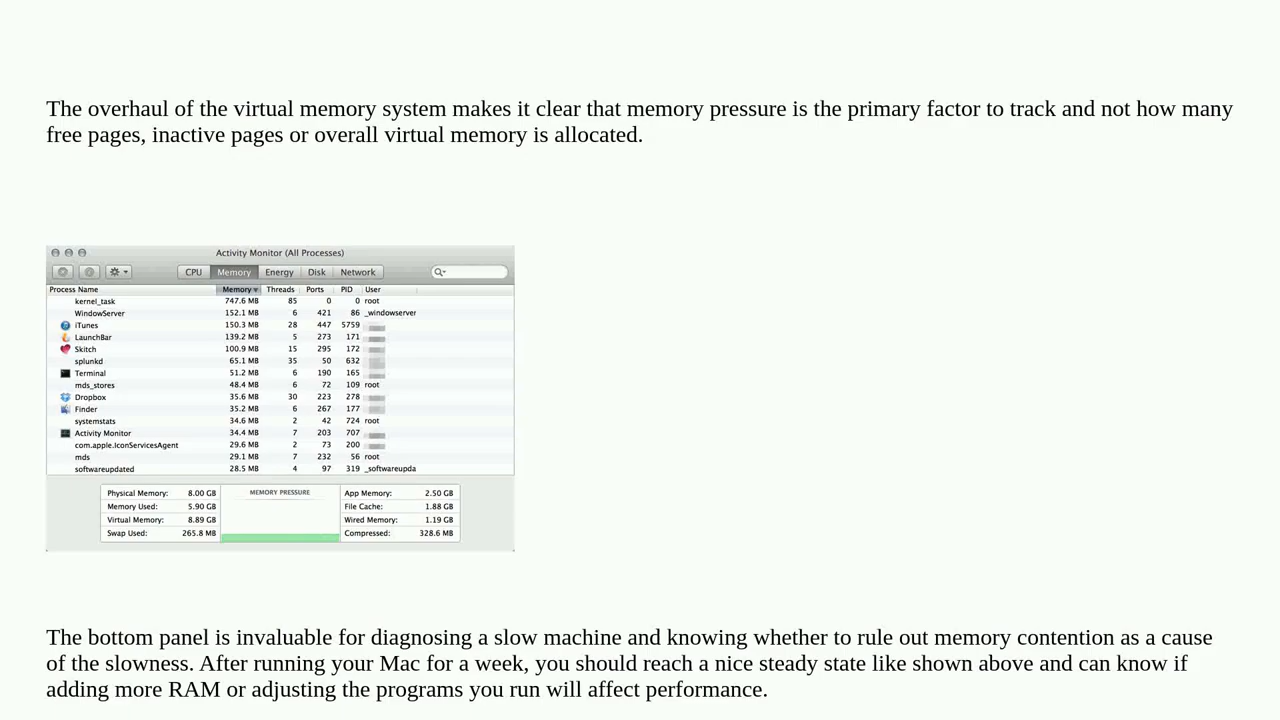 The overhaul of the virtual memory system makes it clear that memory pressure is the primary factor to track and not how many
free pages, inactive pages or overall virtual memory is allocated.
Activity Monitor (All Processes)
CPU Memory Energy Disk Network
Process Name Memory Threads Ports PID User
kernel_task 747.6 MB 85 0 0 root
WindowServer 152.1 MB 6 421 86 _windowserver
iTunes 150.3 MB 28 447 5759
LaunchBar 139.2 MB 5 273 171
Skitch 100.9 MB 15 295 172
splunkd 65.1 MB 35 50 632
Terminal 51.2 MB 6 190 165
mds_stores 48.4 MB 6 72 109 root
Dropbox 35.6 MB 30 223 278
Finder 35.2 MB 6 267 177
systemstats 34.6 MB 2 42 724 root
Activity Monitor 34.4 MB 7 203 707
com.apple.IconServicesAgent 29.6 MB 2 73 200
mds 29.1 MB 7 232 56 root
softwareupdated 28.5 MB 4 97 319 _softwareupda
Physical Memory: 8.00 GB MEMORY PRESSURE App Memory: 2.50 GB
Memory Used: 5.90 GB File Cache: 1.88 GB
Virtual Memory: 8.89 GB Wired Memory: 1.19 GB
Swap Used: 265.8 MB Compressed: 328.6 MB
The bottom panel is invaluable for diagnosing a slow machine and knowing whether to rule out memory contention as a cause
of the slowness. After running your Mac for a week, you should reach a nice steady state like shown above and can know if
adding more RAM or adjusting the programs you run will affect performance.